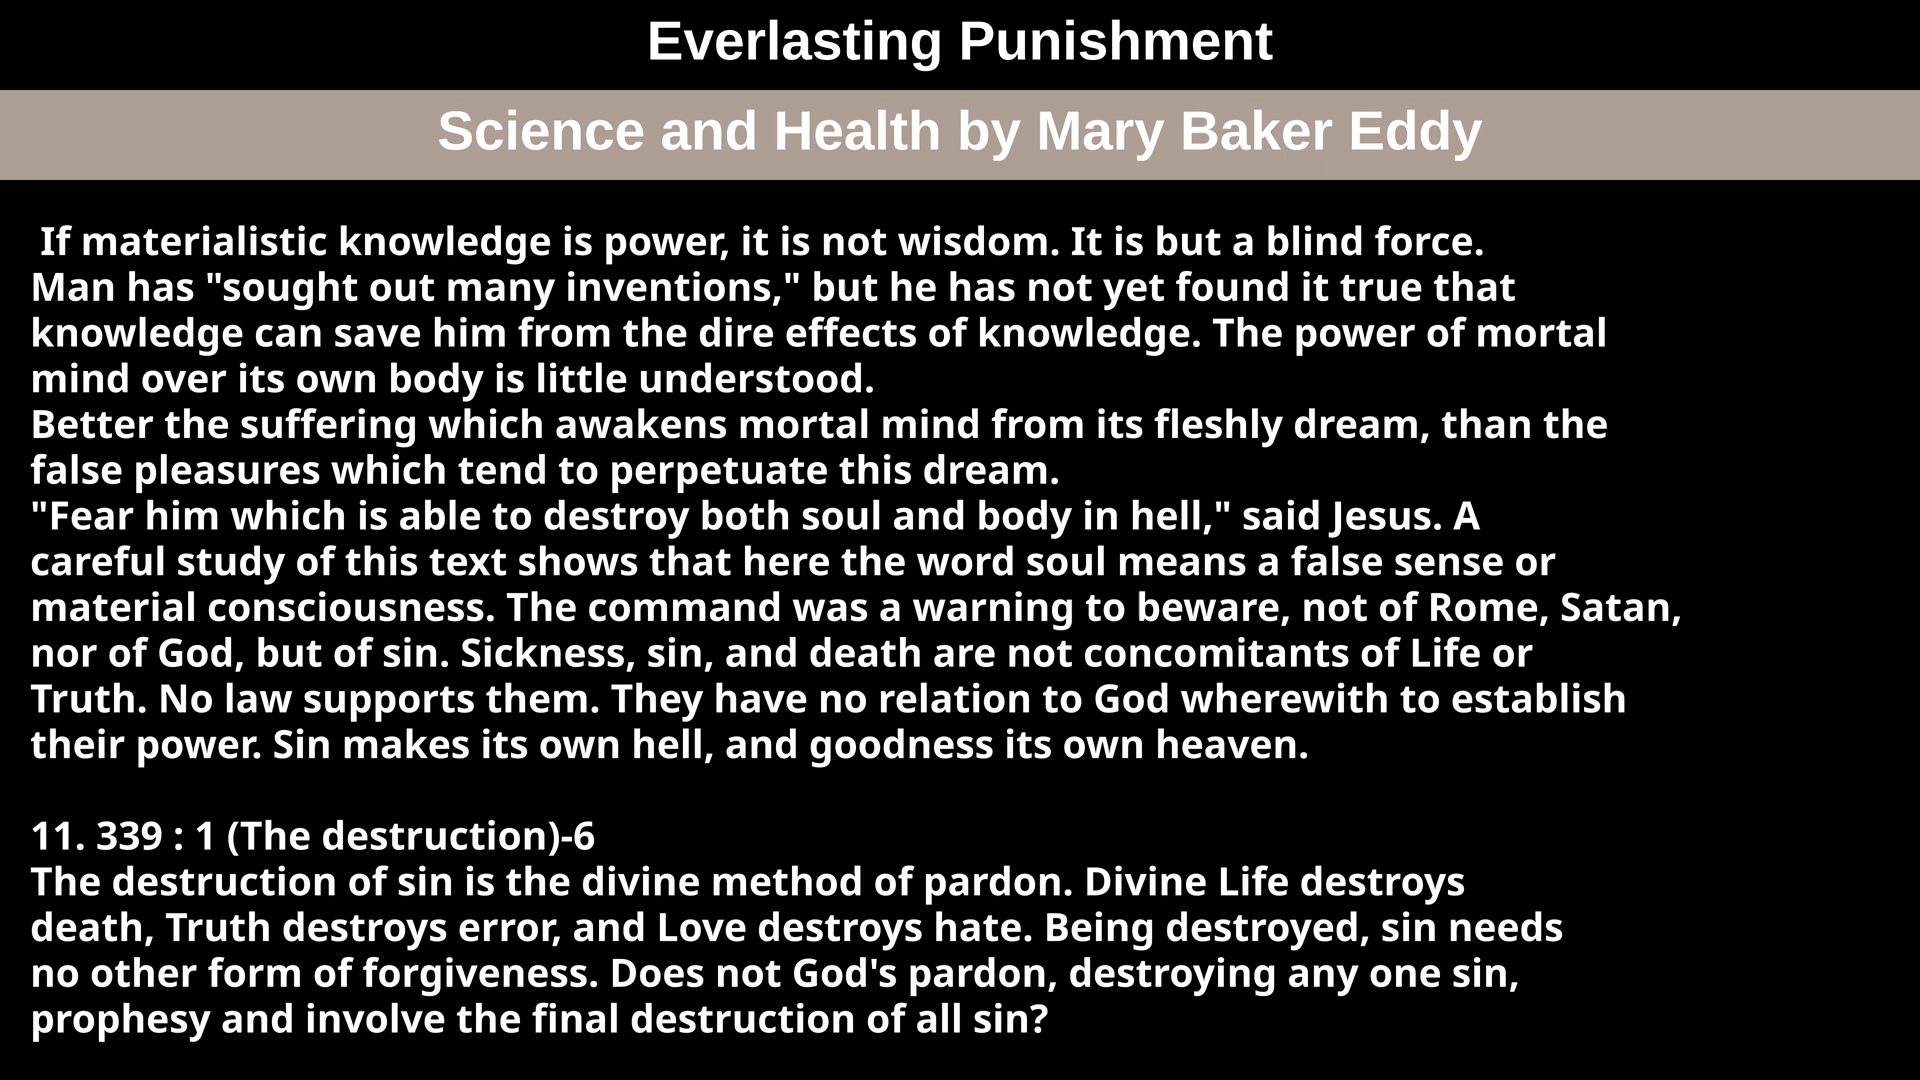 Everlasting Punishment
Science and Health by Mary Baker Eddy
If materialistic knowledge is power, it is not wisdom. It is but a blind force.
Man has "sought out many inventions," but he has not yet found it true that
knowledge can save him from the dire effects of knowledge. The power of mortal
mind over its own body is little understood.
Better the suffering which awakens mortal mind from its fleshly dream, than the
false pleasures which tend to perpetuate this dream.
"Fear him which is able to destroy both soul and body in hell," said Jesus. A
careful study of this text shows that here the word soul means a false sense or
material consciousness. The command was a warning to beware, not of Rome, Satan,
nor of God, but of sin. Sickness, sin, and death are not concomitants of Life or
Truth. No law supports them. They have no relation to God wherewith to establish
their power. Sin makes its own hell, and goodness its own heaven.
11. 339 : 1 (The destruction)-6
The destruction of sin is the divine method of pardon. Divine Life destroys
death, Truth destroys error, and Love destroys hate. Being destroyed, sin needs
no other form of forgiveness. Does not God's pardon, destroying any one sin,
prophesy and involve the final destruction of all sin?